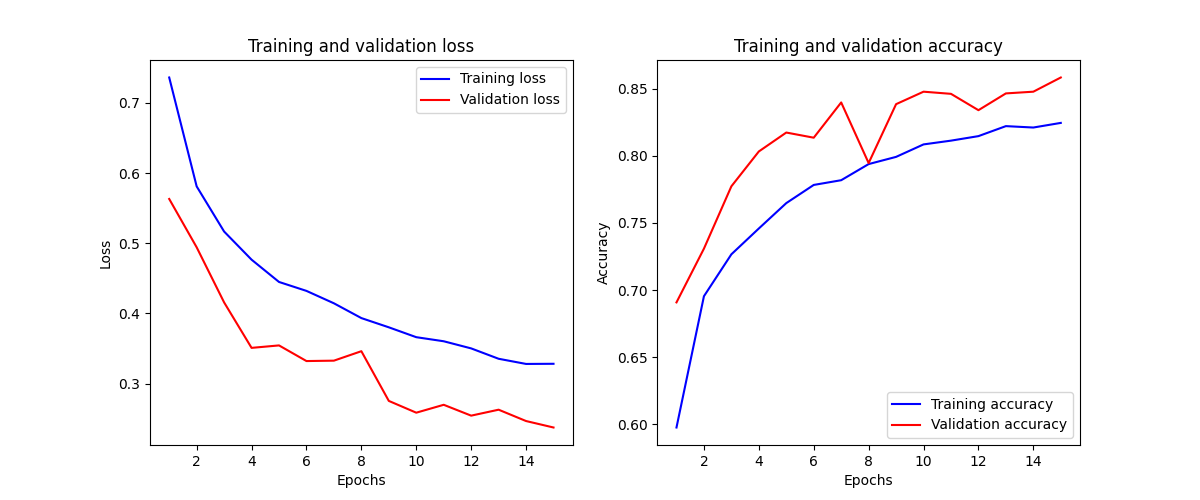 Training and validation loss
Training loss
Validation loss
0.7
0.6
0.5
0.4
0.3
Loss
2 4 6 8 10 12 14
Epochs
Training and validation accuracy
0.85
0.80
0.75
0.70
0.65
0.60
Accuracy
Training accuracy
Validation accuracy
2 4 6 8 10 12 14
Epochs